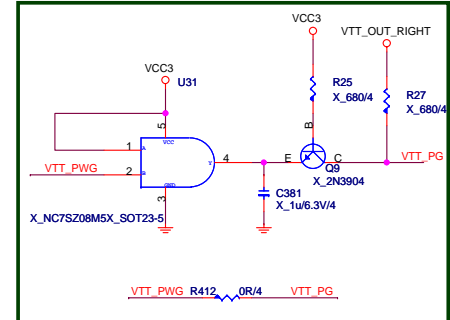 VCC3
VTT_OUT_RIGHT
VCC3
U31
R25
X_680/4
R27
X_680/4
5
VCC
B
1
A
VTT_PWG
2
B
Y
4
E
C
VTT_PG
Q9
X_2N3904
GND
3
C381
X_1u/6.3V/4
X_NC7SZ08M5X_SOT23-5
VTT_PWG
R412
0R/4
VTT_PG